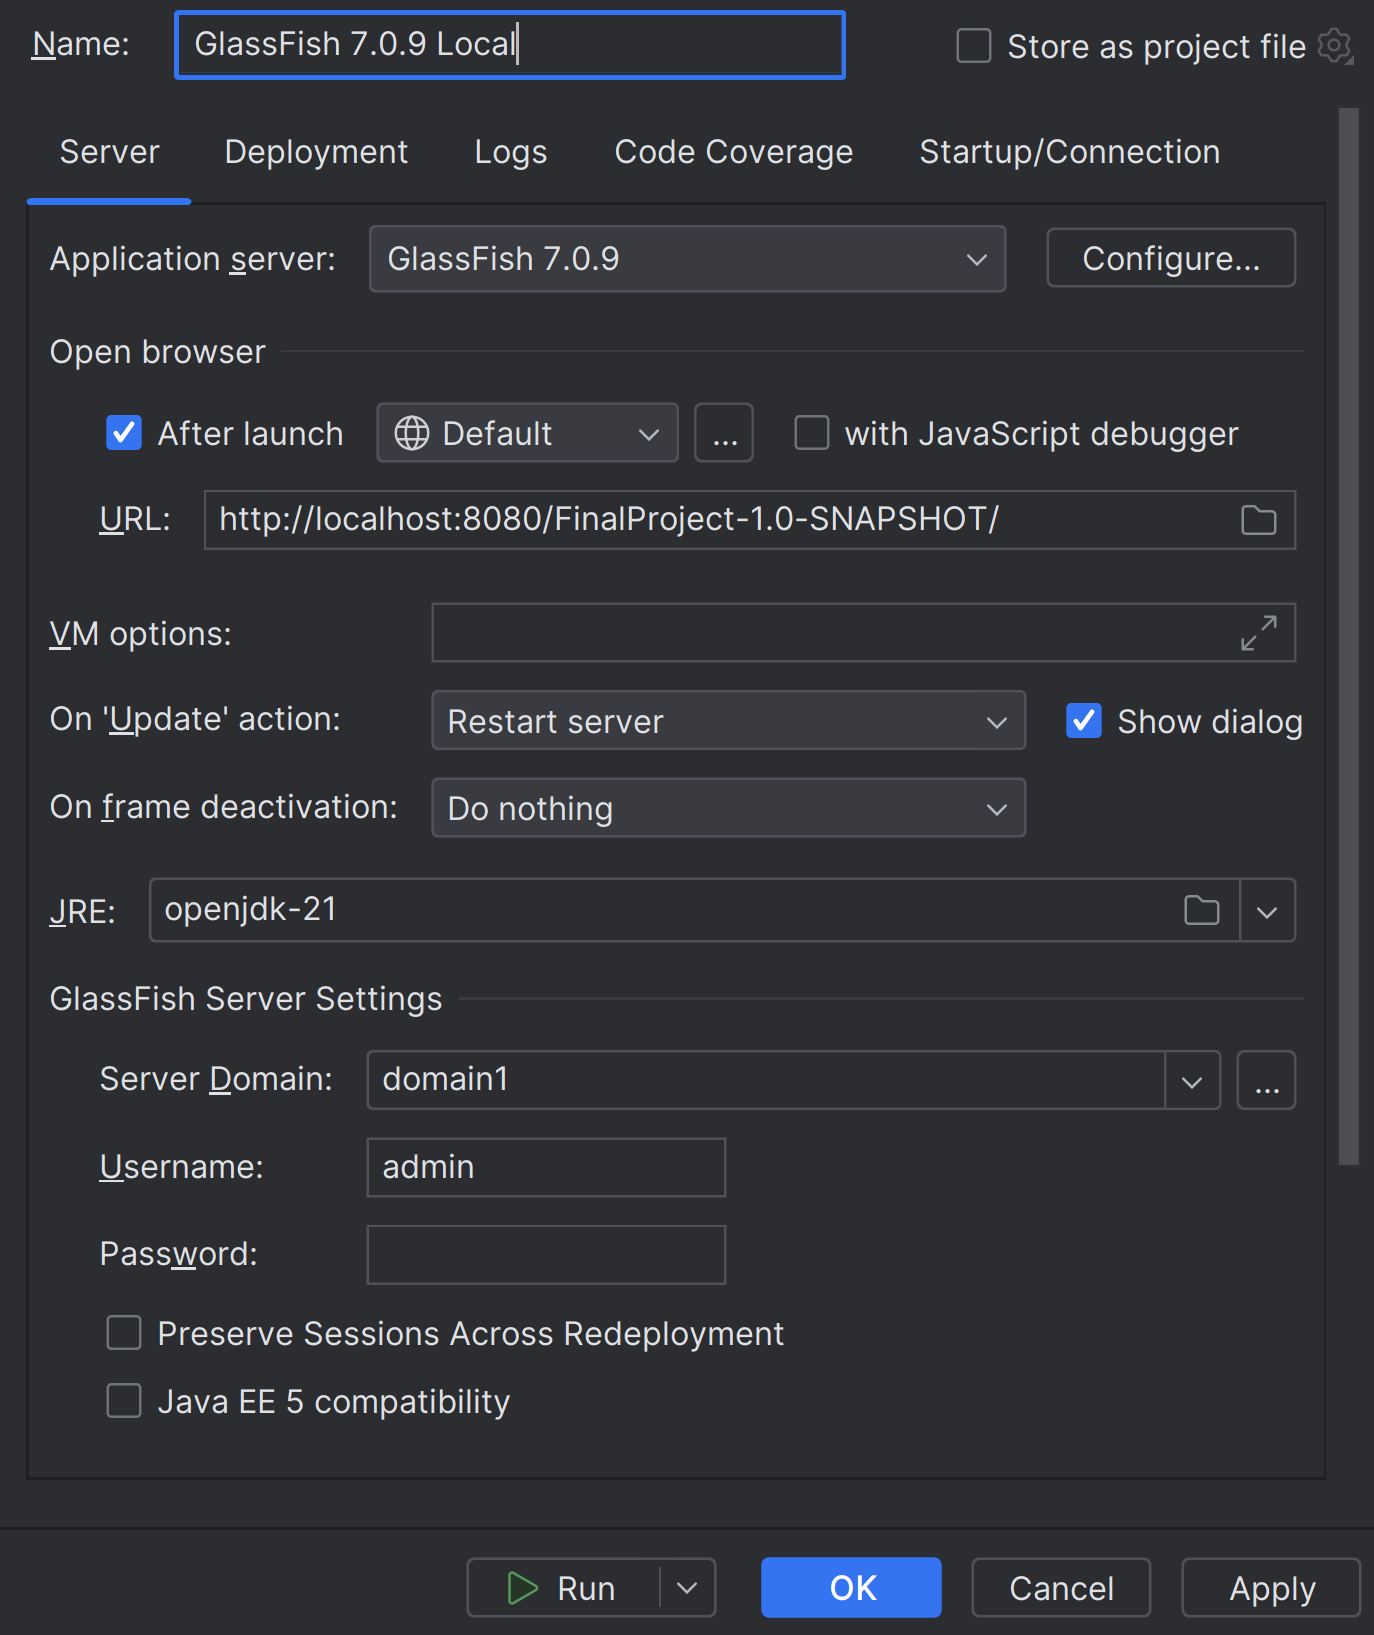 Name: GlassFish 7.0.9 Local Store as project file
Server Deployment Logs Code Coverage Startup/Connection
Application server: GlassFish 7.0.9 Configure...
Open browser
After launch Default ... with JavaScript debugger
URL: http://localhost:8080/FinalProject-1.0-SNAPSHOT/
VM options:
On 'Update' action: Restart server Show dialog
On frame deactivation: Do nothing
JRE: openjdk-21
GlassFish Server Settings
Server Domain: domain1 ...
Username: admin
Password:
Preserve Sessions Across Redeployment
Java EE 5 compatibility
Run OK Cancel Apply